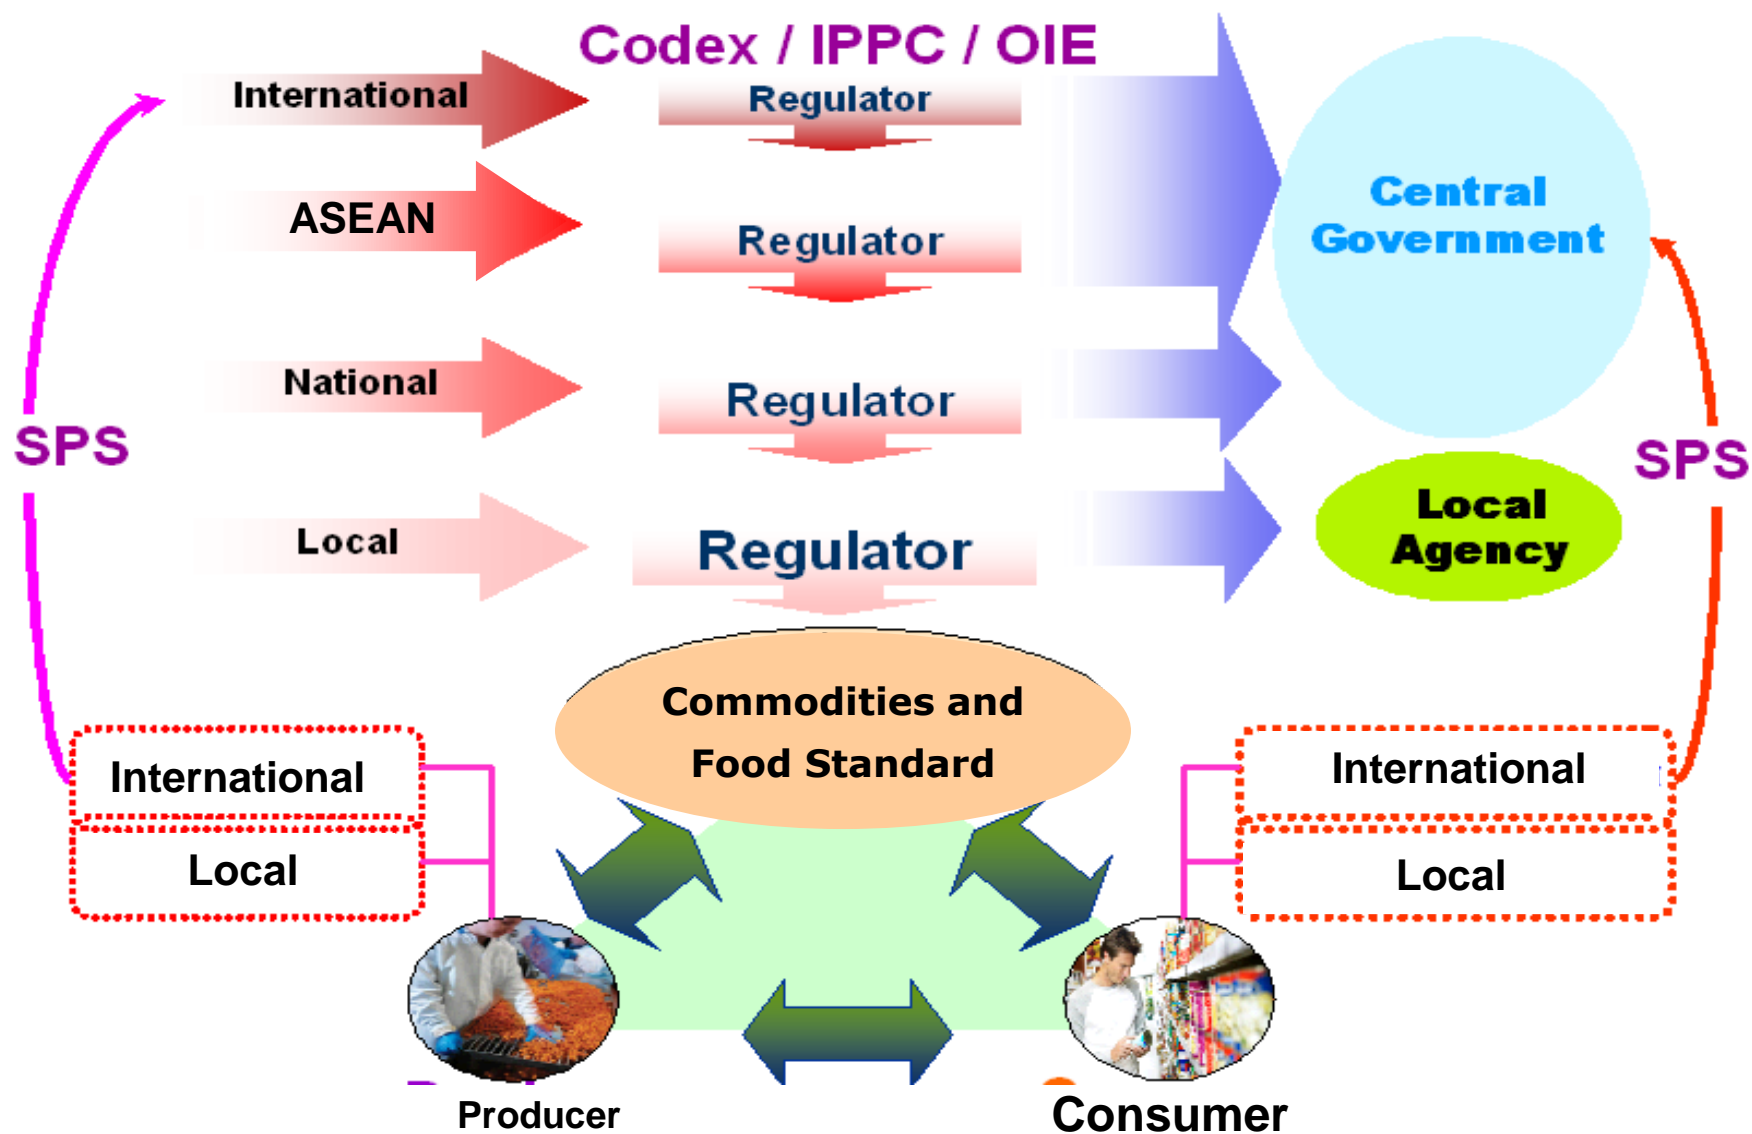 Codex / IPPC / OIE
International
Regulator
ASEAN
Regulator
Central
Government
National
Regulator
SPS
SPS
Local
Regulator
Local
Agency
Commodities and
Food Standard
International
Local
International
Local
Producer
Consumer